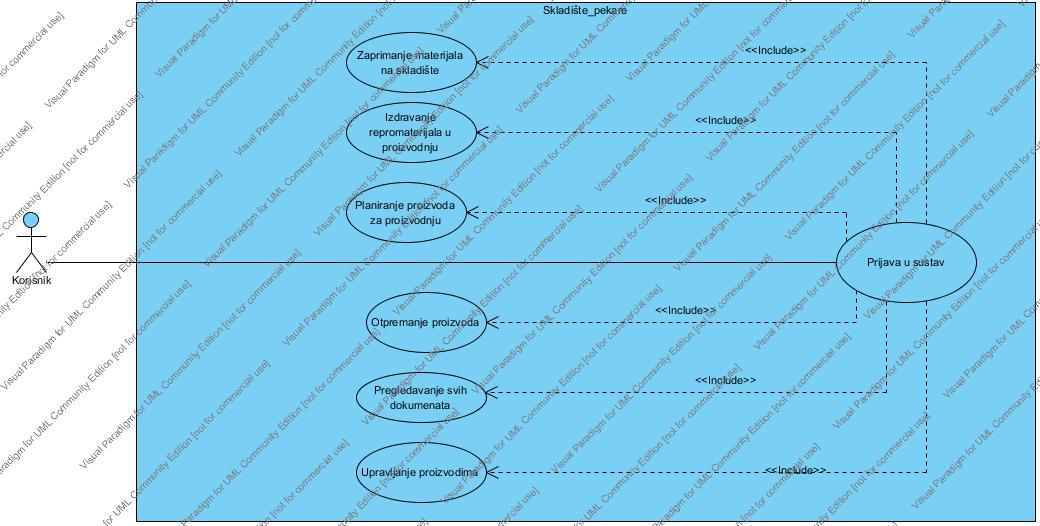 Skladište_pekare
Zaprimanje materijala
na skladište
<<Include>>
Izdravanje
repromaterijala u
proizvodnju
<<Include>>
Planiranje proizvoda
za proizvodnju
<<Include>>
Korisnik
Prijava u sustav
Otpremanje proizvoda
<<Include>>
Pregledavanje svih
dokumenata
<<Include>>
Upravljanje proizvodima
<<Include>>
Visual Paradigm for UML Community Edition [not for commercial use]